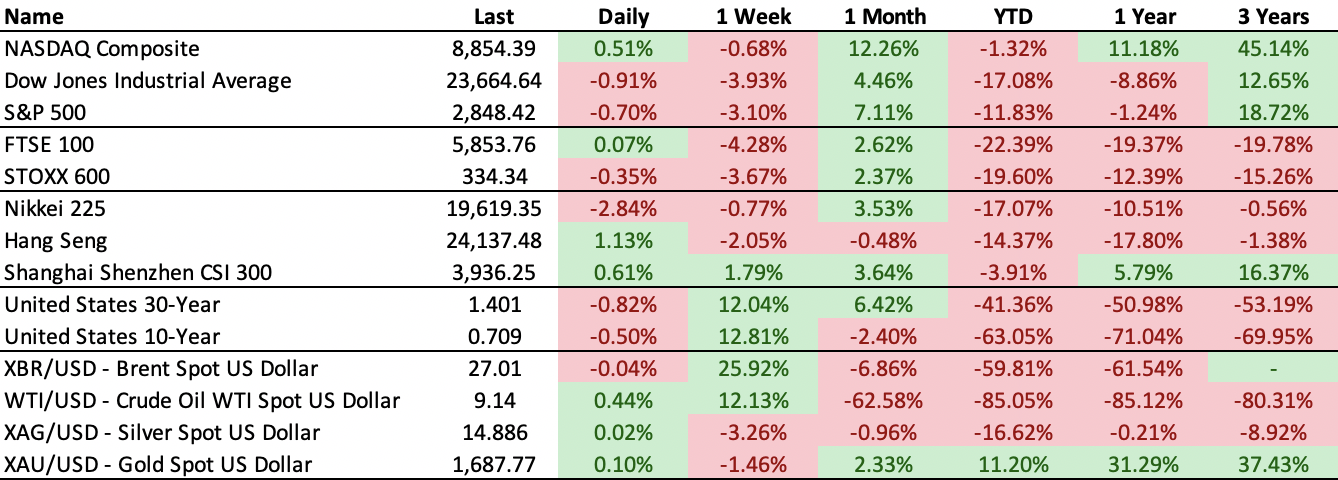 Name Last Daily 1 Week 1 Month YTD 1 Year 3 Years
NASDAQ Composite 8,854.39 0.51% -0.68% 12.26% -1.32% 11.18% 45.14%
Dow Jones Industrial Average 23,664.64 -0.91% -3.93% 4.46% -17.08% -8.86% 12.65%
S&P 500 2,848.42 -0.70% -3.10% 7.11% -11.83% -1.24% 18.72%
FTSE 100 5,853.76 0.07% -4.28% 2.62% -22.39% -19.37% -19.78%
STOXX 600 334.34 -0.35% -3.67% 2.37% -19.60% -12.39% -15.26%
Nikkei 225 19,619.35 -2.84% -0.77% 3.53% -17.07% -10.51% -0.56%
Hang Seng 24,137.48 1.13% -2.05% -0.48% -14.37% -17.80% -1.38%
Shanghai Shenzhen CSI 300 3,936.25 0.61% 1.79% 3.64% -3.91% 5.79% 16.37%
United States 30-Year 1.401 -0.82% 12.04% 6.42% -41.36% -50.98% -53.19%
United States 10-Year 0.709 -0.50% 12.81% -2.40% -63.05% -71.04% -69.95%
XBR/USD - Brent Spot US Dollar 27.01 -0.04% 25.92% -6.86% -59.81% -61.54% -
WTI/USD - Crude Oil WTI Spot US Dollar 9.14 0.44% 12.13% -62.58% -85.05% -85.12% -80.31%
XAG/USD - Silver Spot US Dollar 14.886 0.02% -3.26% -0.96% -16.62% -0.21% -8.92%
XAU/USD - Gold Spot US Dollar 1,687.77 0.10% -1.46% 2.33% 11.20% 31.29% 37.43%